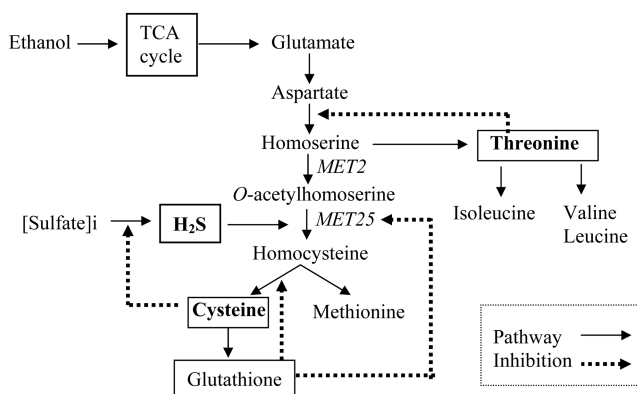 Ethanol
TCA
cycle
Glutamate
Aspartate
Homoserine
Threonine
MET2
O-acetylhomoserine
Isoleucine
Valine
Leucine
[Sulfate]i
H₂S
MET25
Homocysteine
Cysteine
Methionine
Glutathione
Pathway
Inhibition